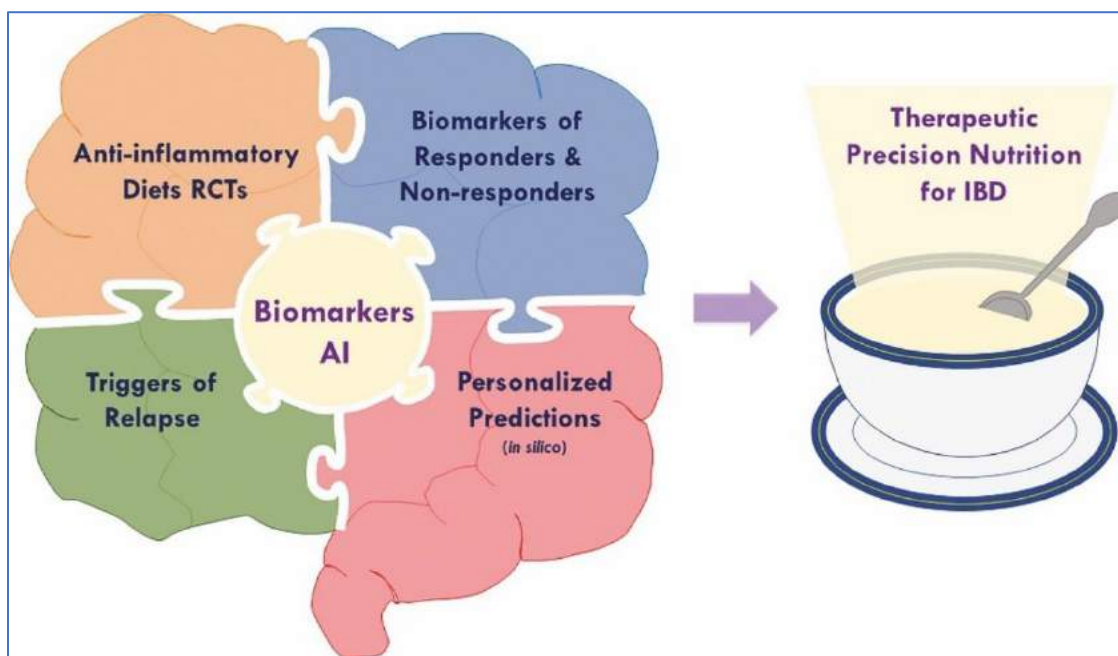 Anti-inflammatory
Diets RCTs
Biomarkers of
Responders &
Non-responders
Biomarkers
AI
Triggers of
Relapse
Personalized
Predictions
(in silico)
Therapeutic
Precision Nutrition
for IBD